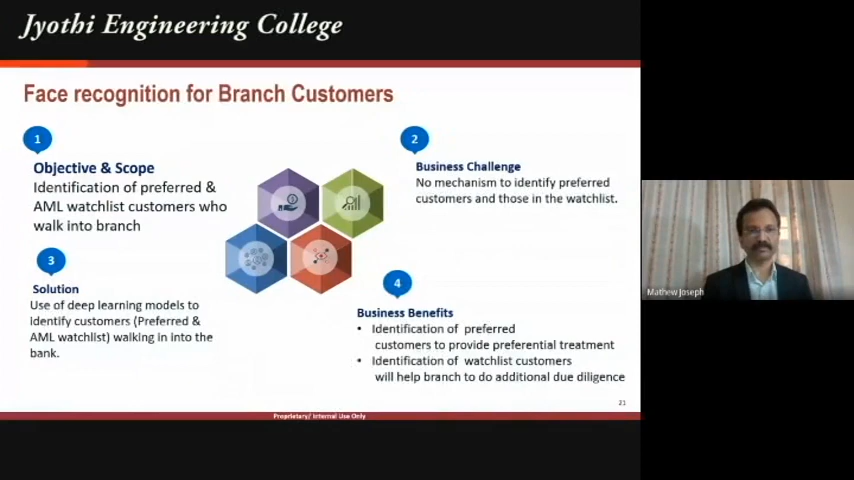 Jyothi Engineering College
Face recognition for Branch Customers
1
Objective & Scope
Identification of preferred &
AML watchlist customers who
walk into branch
2
Business Challenge
No mechanism to identify preferred
customers and those in the watchlist.
3
Solution
Use of deep learning models to
identify customers (Preferred &
AML watchlist) walking in into the
bank.
4
Business Benefits
• Identification of preferred
customers to provide preferential treatment
• Identification of watchlist customers
will help branch to do additional due diligence
21
Proprietary/ Internal Use Only
Mathew Joseph